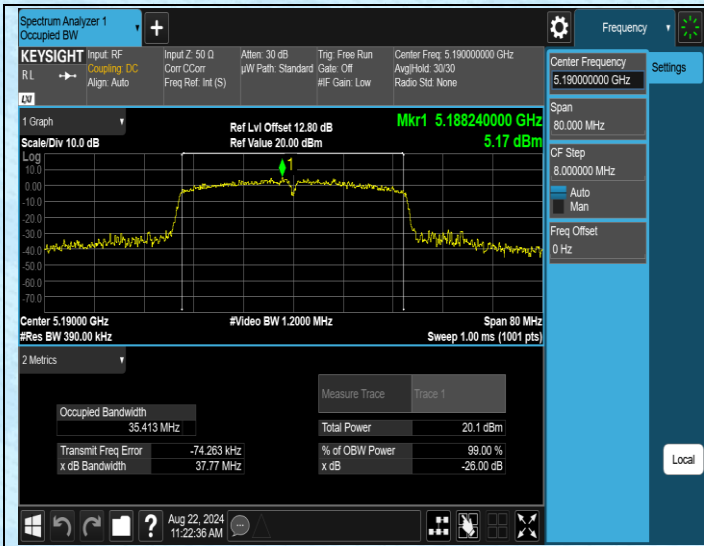 Spectrum Analyzer 1
Occupied BW
Frequency
KEYSIGHT
RL
LXI
Input: RF
Coupling: DC
Align: Auto
Input Z: 50 Ω
Corr CCorr
Freq Ref: Int (S)
Atten: 30 dB
µW Path: Standard
Trig: Free Run
Gate: Off
#IF Gain: Low
Center Freq: 5.190000000 GHz
Avg|Hold: 30/30
Radio Std: None
Center Frequency
5.190000000 GHz
Settings
Span
80.000 MHz
CF Step
8.000000 MHz
Auto
Man
Freq Offset
0 Hz
1 Graph
Scale/Div 10.0 dB
Ref Lvl Offset 12.80 dB
Ref Value 20.00 dBm
Mkr1 5.188240000 GHz
5.17 dBm
Log
10.0
0.00
-10.0
-20.0
-30.0
-40.0
-50.0
-60.0
-70.0
1
Center 5.19000 GHz
#Res BW 390.00 kHz
#Video BW 1.2000 MHz
Span 80 MHz
Sweep 1.00 ms (1001 pts)
2 Metrics
Measure Trace Trace 1
Occupied Bandwidth
35.413 MHz
Total Power 20.1 dBm
Transmit Freq Error -74.263 kHz
% of OBW Power 99.00 %
x dB Bandwidth 37.77 MHz
x dB -26.00 dB
Local
?
Aug 22, 2024
11:22:36 AM